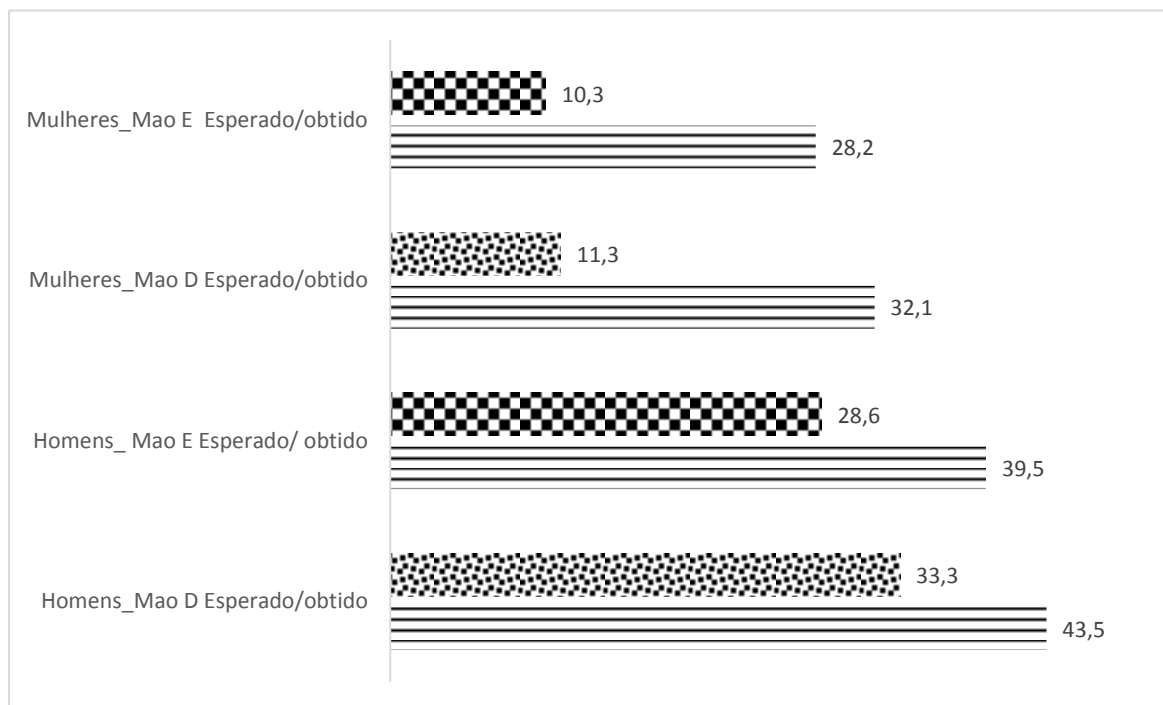 Mulheres_Mao E  Esperado/obtido
10,3
28,2
Mulheres_Mao D Esperado/obtido
11,3
32,1
Homens_ Mao E Esperado/ obtido
28,6
39,5
Homens_Mao D Esperado/obtido
33,3
43,5